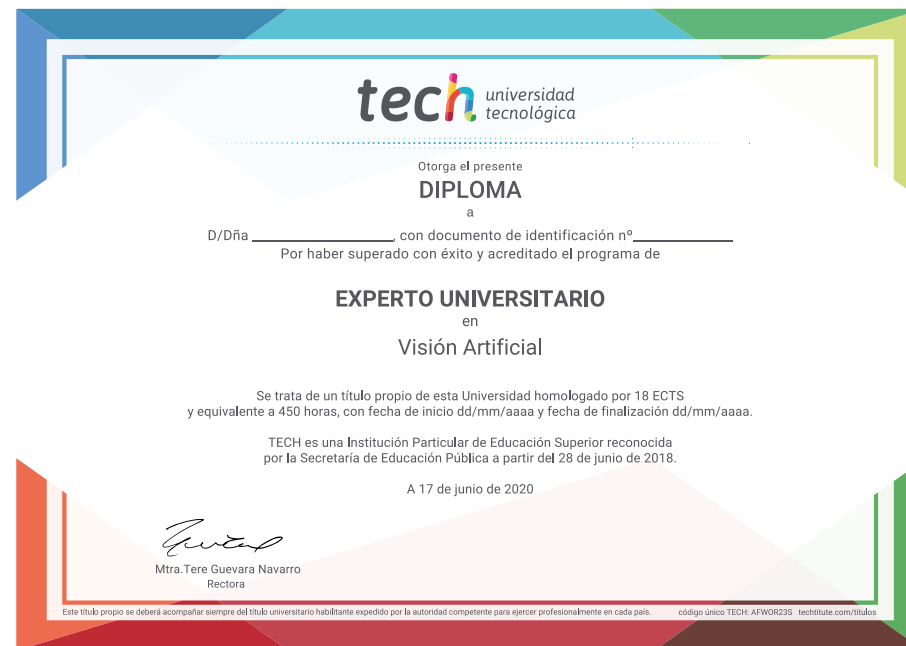 tech universidad
tecnológica
Otorga el presente
DIPLOMA
a
D/Dña ________________, con documento de identificación nº____________
Por haber superado con éxito y acreditado el programa de
EXPERTO UNIVERSITARIO
en
Visión Artificial
Se trata de un título propio de esta Universidad homologado por 18 ECTS
y equivalente a 450 horas, con fecha de inicio dd/mm/aaaa y fecha de finalización dd/mm/aaaa.
TECH es una Institución Particular de Educación Superior reconocida
por la Secretaría de Educación Pública a partir del 28 de junio de 2018.
A 17 de junio de 2020
Mtra.Tere Guevara Navarro
Rectora
Este título propio se deberá acompañar siempre del título universitario habilitante expedido por la autoridad competente para ejercer profesionalmente en cada país. código único TECH: AFWOR23S techtitute.com/titulos